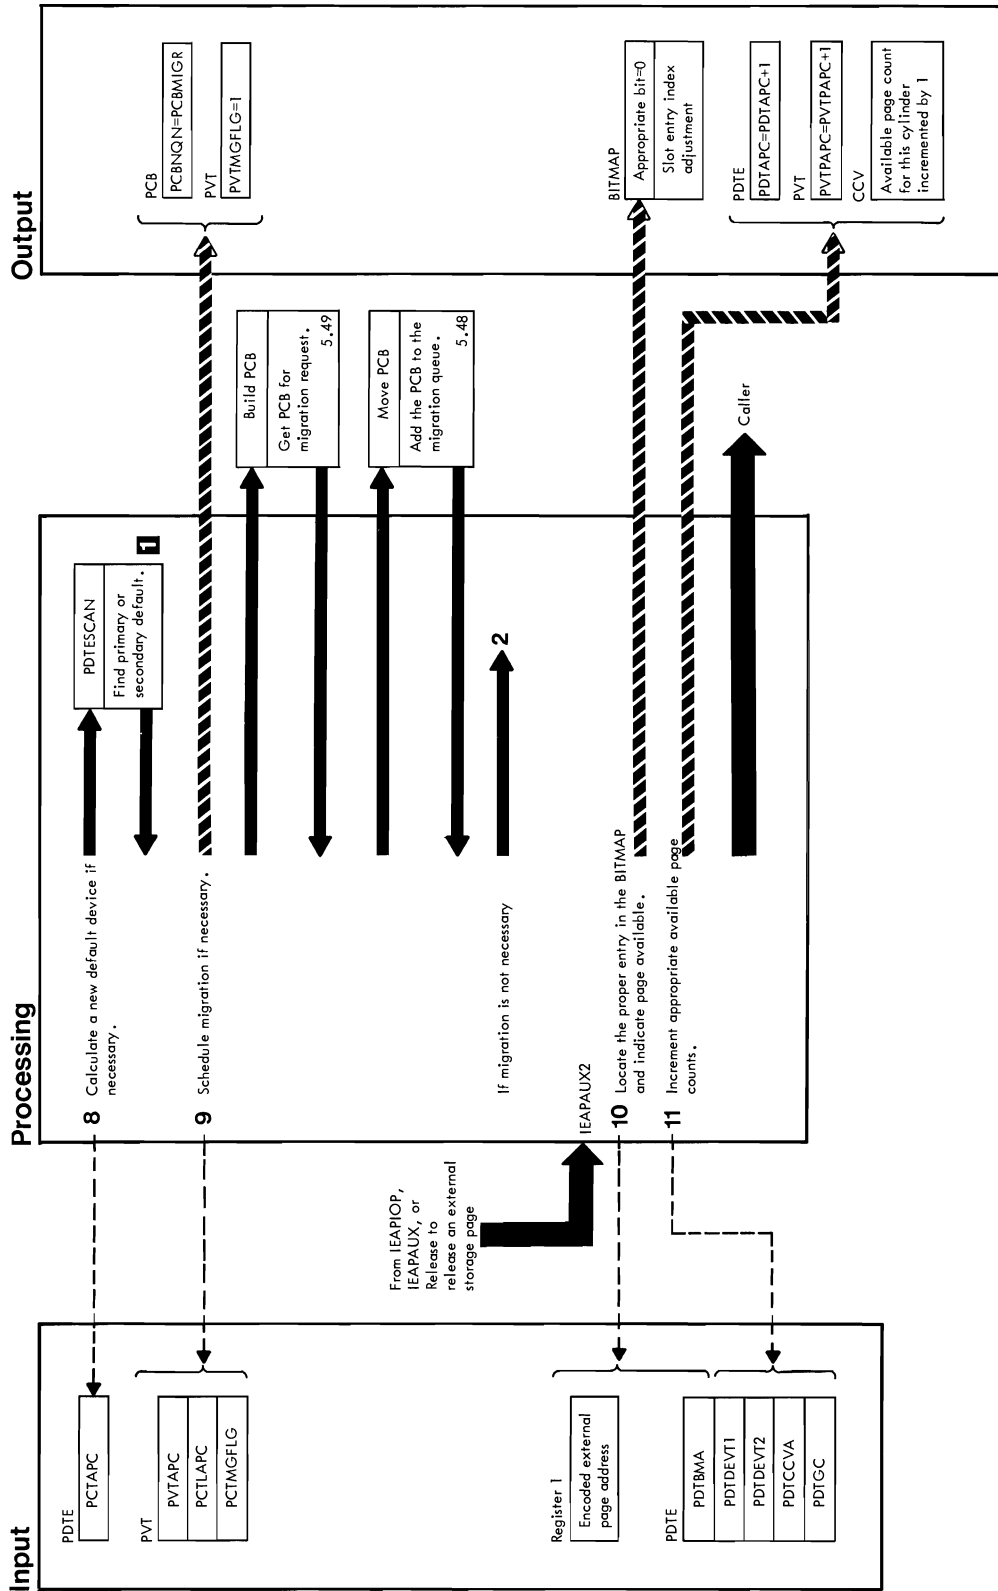 Input
PDTE
PCTAPC
PVT
PVTAPC
PCTLAPC
PCTMGFLG
Register 1
Encoded external
page address
PDTE
PDTBMA
PDTDEVT1
PDTDEVT2
PDTCCVA
PDTGC
Processing
8 Calculate a new default device if
necessary.
PDTESCAN
Find primary or
secondary default.
1
9 Schedule migration if necessary.
Build PCB
Get PCB for
migration request.
5.49
Move PCB
Add the PCB to the
migration queue.
5.48
If migration is not necessary
2
From IEAPIOP,
IEAPAUX, or
Release to
release an external
storage page
IEAPAUX2
10 Locate the proper entry in the BITMAP
and indicate page available.
11 Increment appropriate available page
counts.
Caller
Output
PCB
PCBNQN=PCBMIGR
PVT
PVTMGFLG=1
BITMAP
Appropriate bit=0
Slot entry index
adjustment
PDTE
PDTAPC=PDTAPC+1
PVT
PVTPAPC=PVTPAPC+1
CCV
Available page count
for this cylinder
incremented by 1